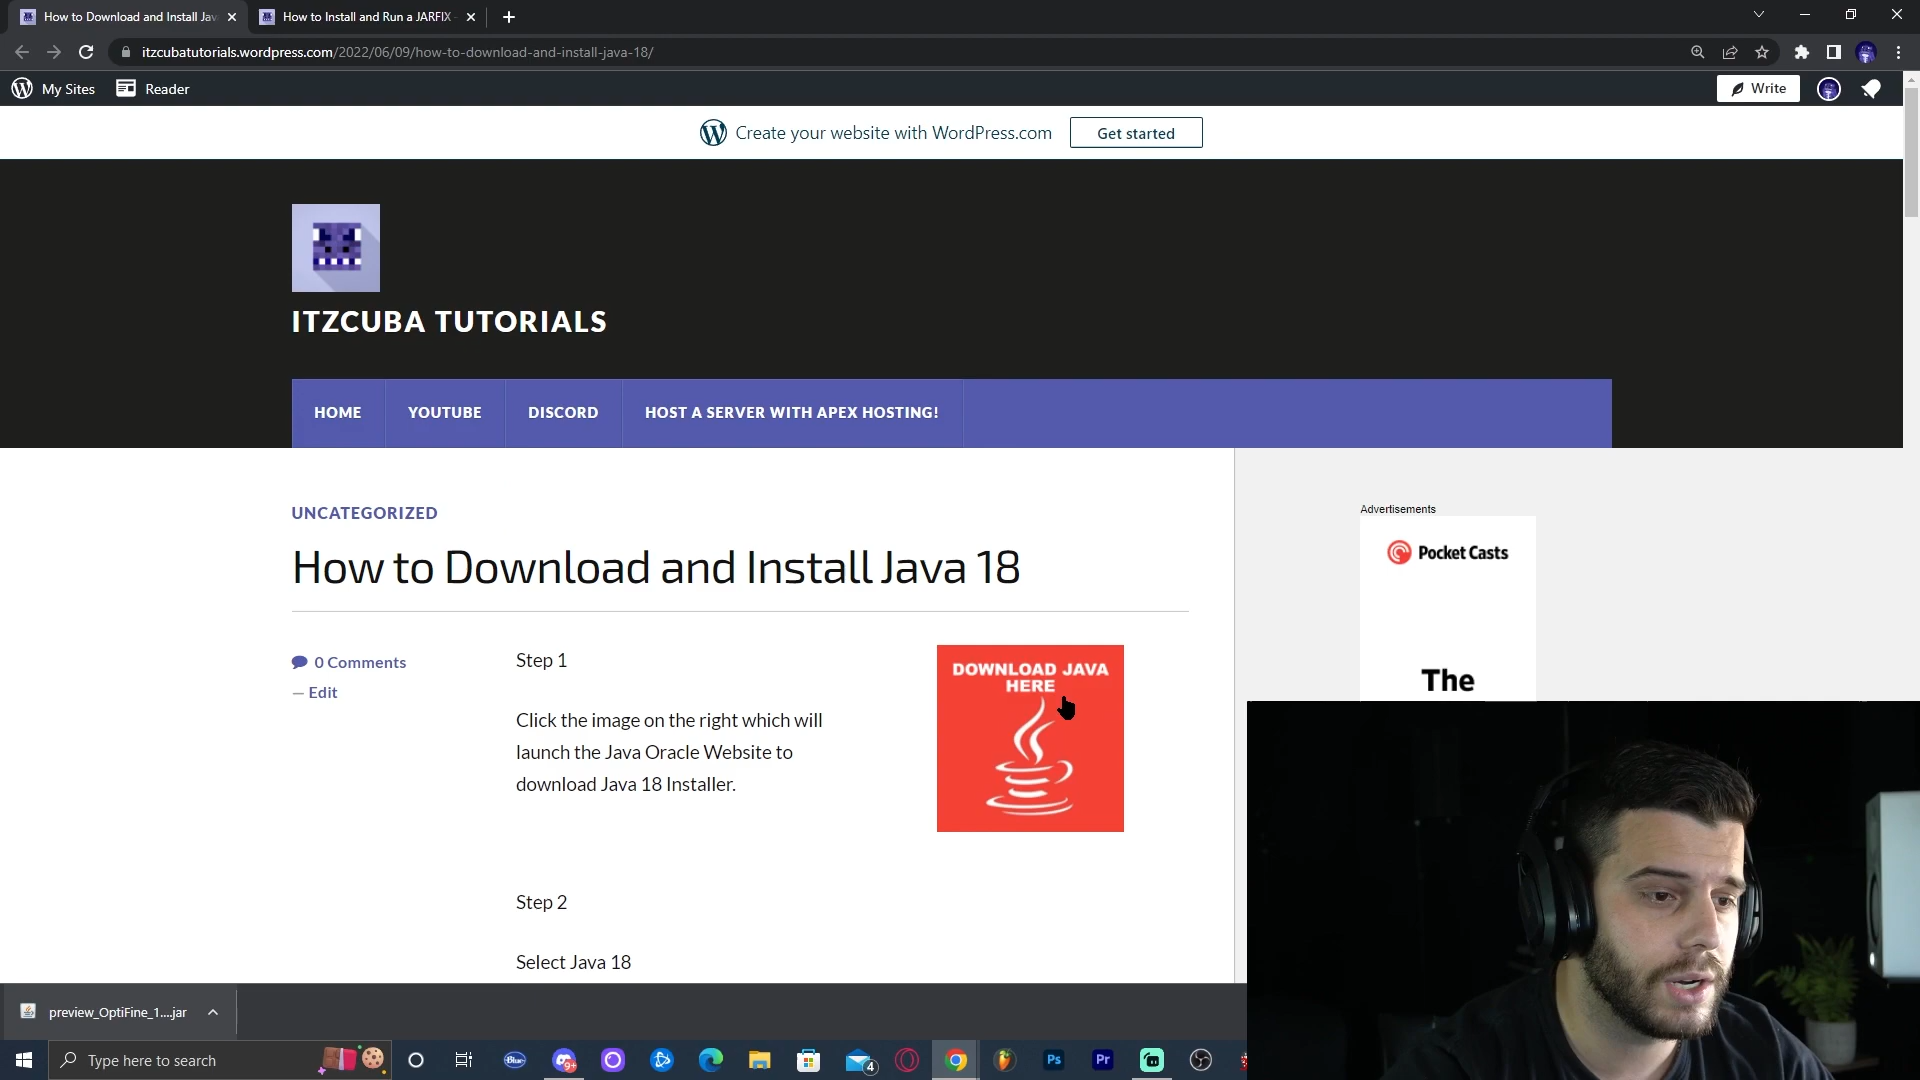 How to Download and Install Jav
How to Install and Run a JARFIX
itzcubatutorials.wordpress.com/2022/06/09/how-to-download-and-install-java-18/
My Sites
Reader
Write
Create your website with WordPress.com
Get started
ITZCUBA TUTORIALS
HOME
YOUTUBE
DISCORD
HOST A SERVER WITH APEX HOSTING!
UNCATEGORIZED
Advertisements
Pocket Casts
How to Download and Install Java 18
The
0 Comments
— Edit
Step 1
Click the image on the right which will
launch the Java Oracle Website to
download Java 18 Installer.
DOWNLOAD JAVA
HERE
Step 2
Select Java 18
preview_OptiFine_1....jar
Type here to search
Blue
9+
4
Ps
Pr